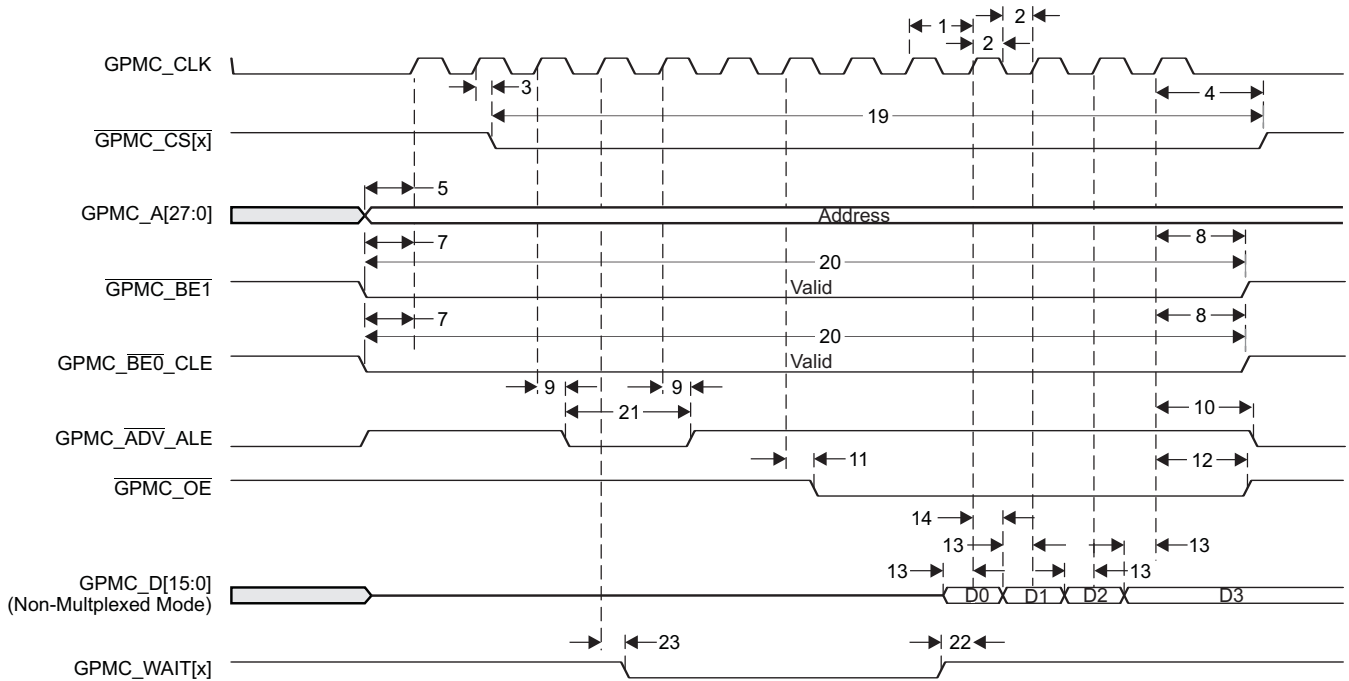 1
2
2
GPMC_CLK
3
4
19
GPMC_CS[x]
5
GPMC_A[27:0]
Address
7
8
20
GPMC_BE1
Valid
7
8
20
GPMC_BE0_CLE
Valid
9
9
21
10
GPMC_ADV_ALE
11
12
GPMC_OE
14
13
13
GPMC_D[15:0]
13
13
(Non-Multplexed Mode)
D0
D1
D2
D3
23
22
GPMC_WAIT[x]